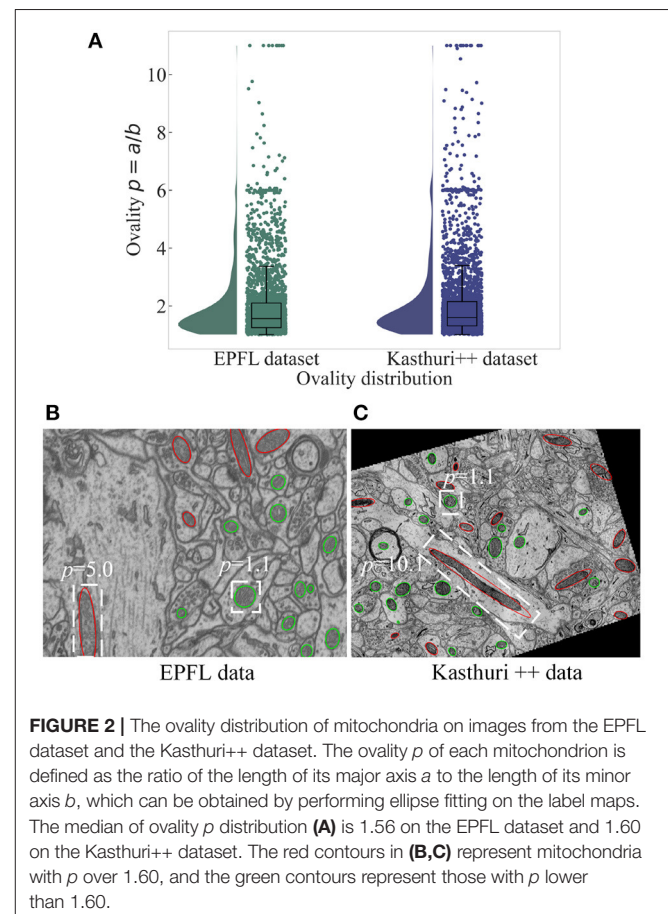 A
10
8
6
4
2
Ovality p = a/b
EPFL dataset Kasthuri++ dataset
Ovality distribution
B
C
p=5.0
p=1.1
p=1.1
p=10.1
EPFL data
Kasthuri ++ data
FIGURE 2 | The ovality distribution of mitochondria on images from the EPFL
dataset and the Kasthuri++ dataset. The ovality p of each mitochondrion is
defined as the ratio of the length of its major axis a to the length of its minor
axis b, which can be obtained by performing ellipse fitting on the label maps.
The median of ovality p distribution (A) is 1.56 on the EPFL dataset and 1.60
on the Kasthuri++ dataset. The red contours in (B,C) represent mitochondria
with p over 1.60, and the green contours represent those with p lower
than 1.60.